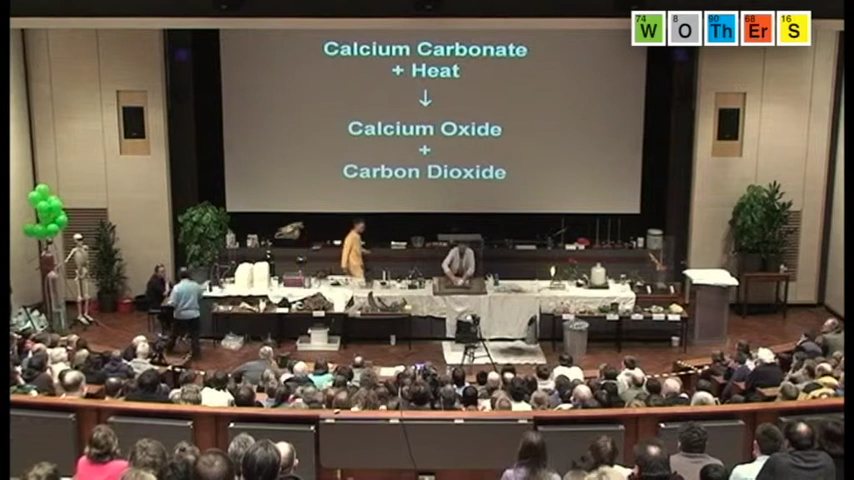 74 8 90 68 16
W O Th Er S
Calcium Carbonate
+ Heat
↓
Calcium Oxide
+
Carbon Dioxide